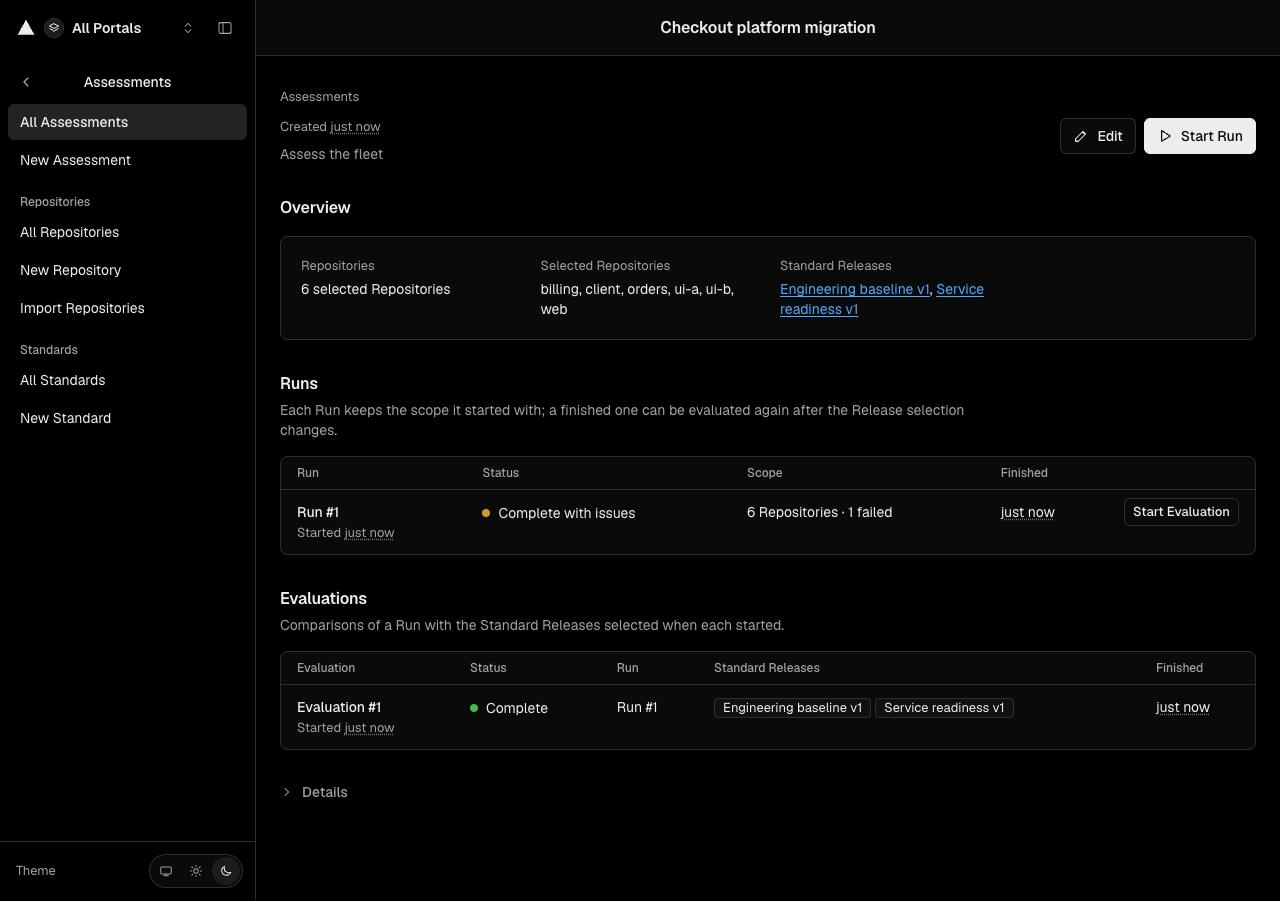 All Portals
Checkout platform migration
Assessments
All Assessments
New Assessment
Repositories
All Repositories
New Repository
Import Repositories
Standards
All Standards
New Standard
Theme
Assessments
Created just now
Assess the fleet
Edit
Start Run
Overview
Repositories
6 selected Repositories
Selected Repositories
billing, client, orders, ui-a, ui-b,
web
Standard Releases
Engineering baseline v1, Service
readiness v1
Runs
Each Run keeps the scope it started with; a finished one can be evaluated again after the Release selection
changes.
Run Status Scope Finished
Run #1 Complete with issues 6 Repositories · 1 failed just now Start Evaluation
Started just now
Evaluations
Comparisons of a Run with the Standard Releases selected when each started.
Evaluation Status Run Standard Releases Finished
Evaluation #1 Complete Run #1 Engineering baseline v1 Service readiness v1 just now
Started just now
Details